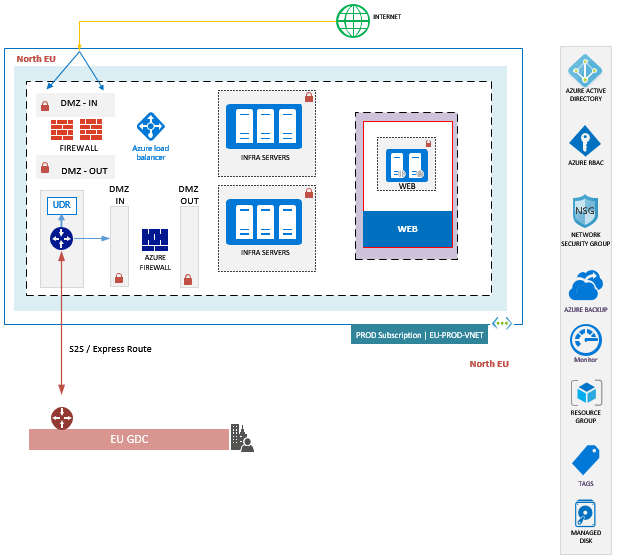 INTERNET
North EU
DMZ - IN
FIREWALL
DMZ - OUT
Azure load
balancer
INFRA SERVERS
WEB
WEB
UDR
DMZ
IN
DMZ
OUT
AZURE
FIREWALL
INFRA SERVERS
PROD Subscription | EU-PROD-VNET
North EU
S2S / Express Route
EU GDC
AZURE ACTIVE
DIRECTORY
AZURE RBAC
NSG
NETWORK
SECURITY GROUP
AZURE BACKUP
Monitor
RESOURCE
GROUP
TAGS
MANAGED
DISK